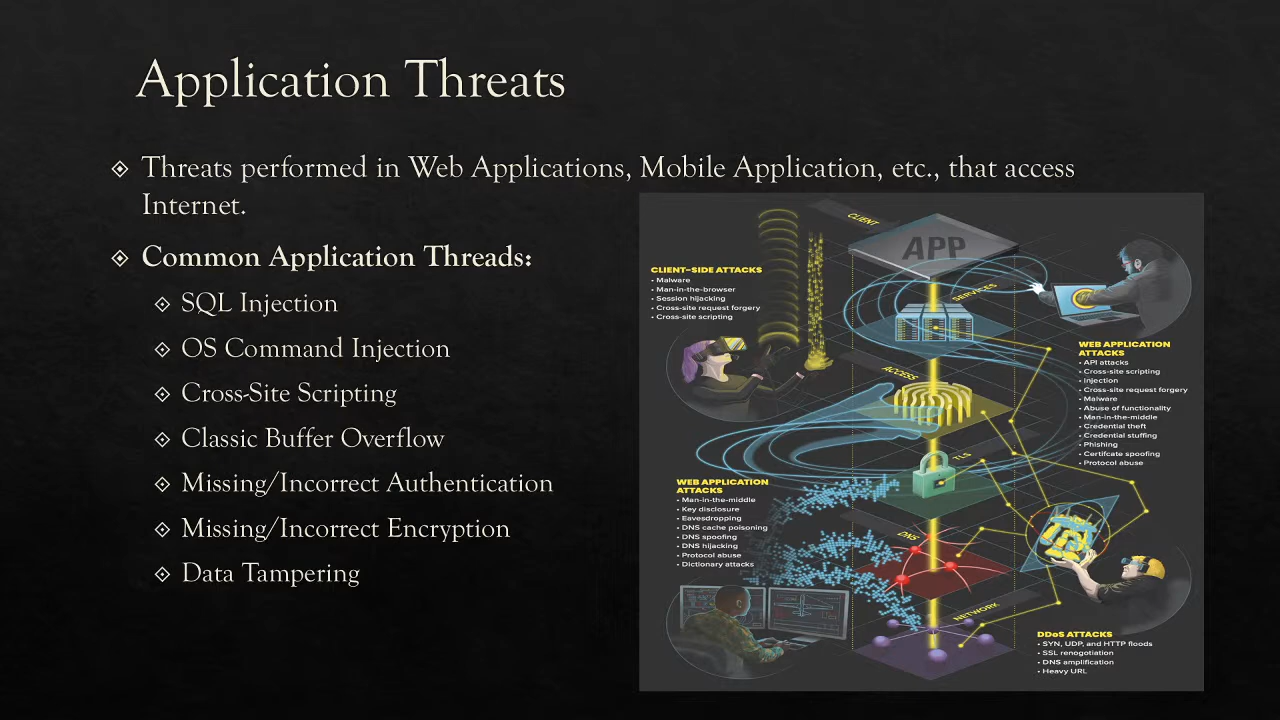 Application Threats
Threats performed in Web Applications, Mobile Application, etc., that access
Internet.
Common Application Threads:
SQL Injection
OS Command Injection
Cross-Site Scripting
Classic Buffer Overflow
Missing/Incorrect Authentication
Missing/Incorrect Encryption
Data Tampering
CLIENT
APP
CLIENT-SIDE ATTACKS
• Malware
• Man-in-the-browser
• Session hijacking
• Cross-site request forgery
• Cross-site scripting
SERVICES
WEB APPLICATION
ATTACKS
• API attacks
• Cross-site scripting
• Injection
• Cross-site request forgery
• Malware
• Abuse of functionality
• Man-in-the-middle
• Credential theft
• Credential stuffing
• Phishing
• Certifcate spoofing
• Protocol abuse
ACCESS
TLS
WEB APPLICATION
ATTACKS
• Man-in-the-middle
• Key disclosure
• Eavesdropping
• DNS cache poisoning
• DNS spoofing
• DNS hijacking
• Protocol abuse
• Dictionary attacks
DNS
NETWORK
DDoS ATTACKS
• SYN, UDP, and HTTP floods
• SSL renogotiation
• DNS amplification
• Heavy URL